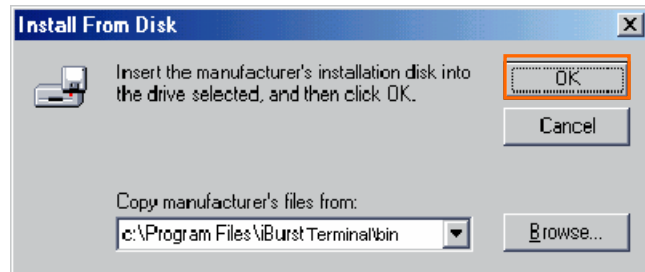 Install From Disk
Insert the manufacturer's installation disk into
the drive selected, and then click OK.
OK
Cancel
Copy manufacturer's files from:
c:\Program Files\iBurst Terminal\bin
Browse...